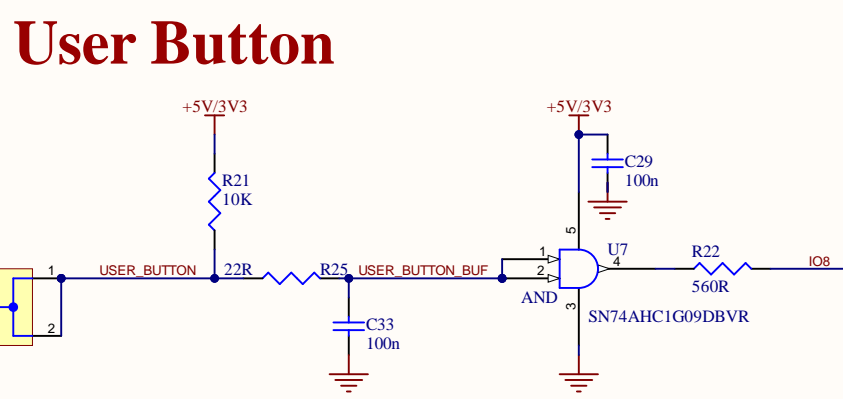 User Button
+5V/3V3
+5V/3V3
C29
100n
R21
10K
5
1
USER_BUTTON
22R
R25
USER_BUTTON_BUF
1
2
U7
4
R22
560R
IO8
AND
3
SN74AHC1G09DBVR
C33
100n
2